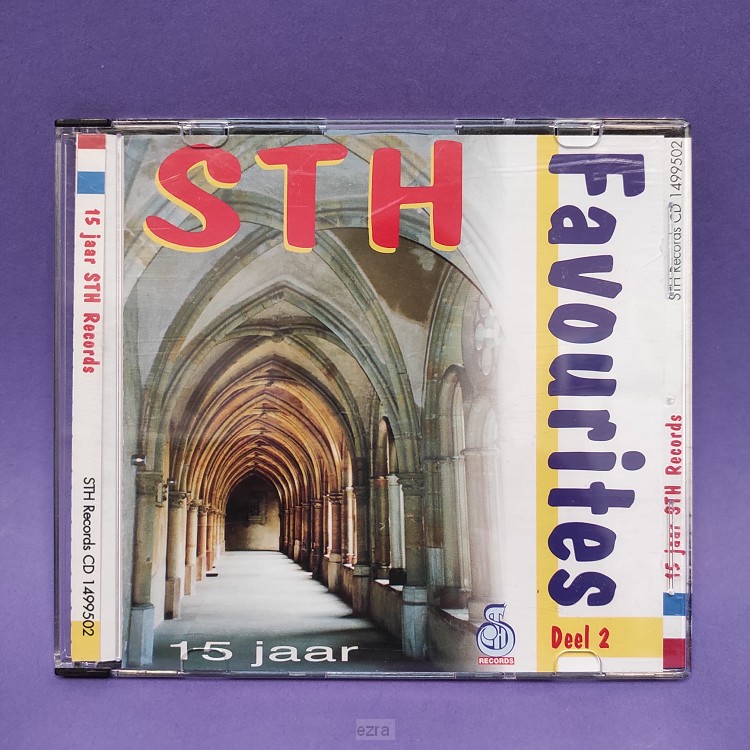 STH
Favourites
Deel 2
15 jaar
RECORDS
15 jaar STH Records
STH Records CD 1499502
STH Records CD 1499502
15 jaar STH Records
ezra